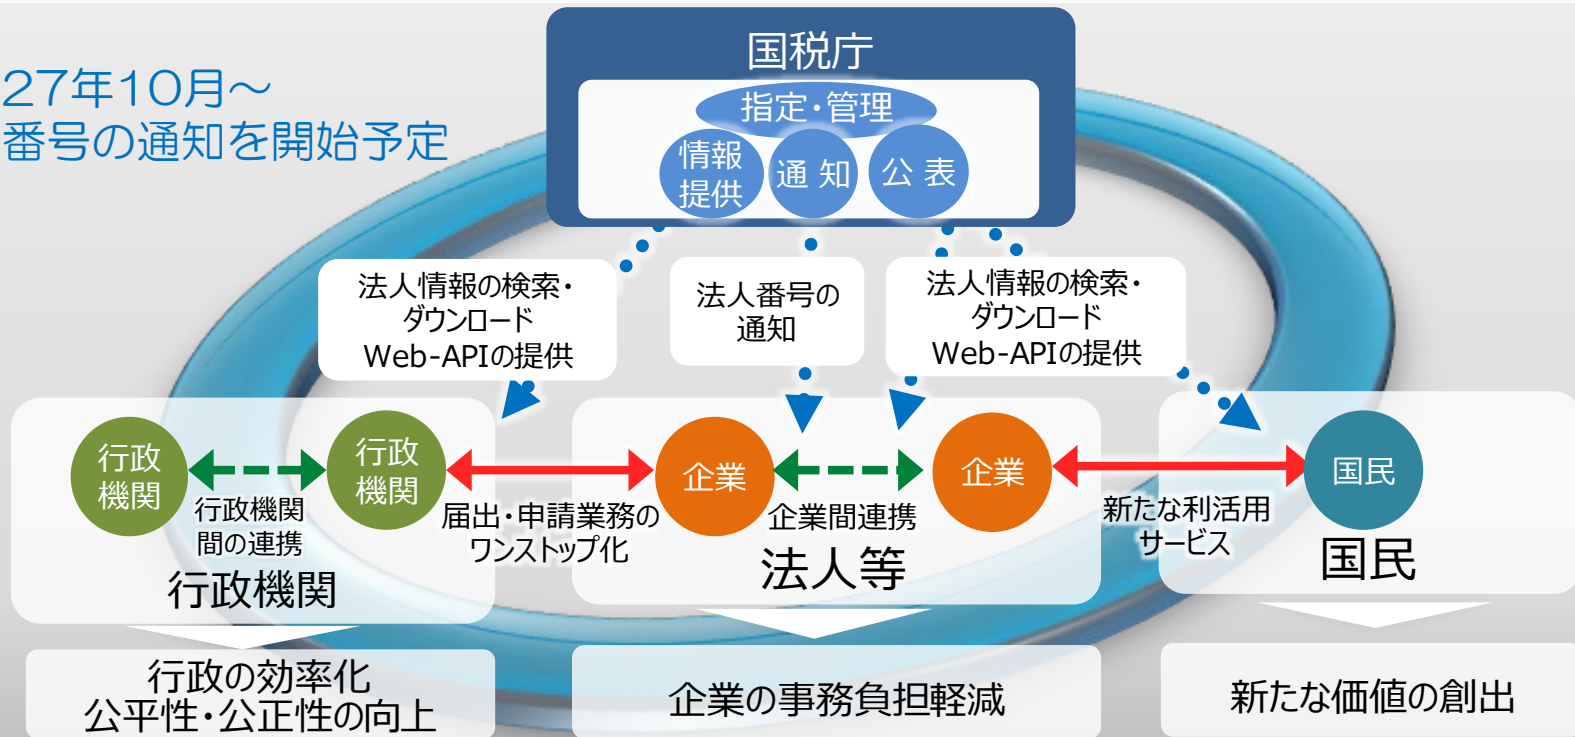 国税庁
27年10月～
番号の通知を開始予定
指定・管理
情報
提供
通 知
公 表
法人情報の検索・
ダウンロード
Web-APIの提供
法人番号の
通知
法人情報の検索・
ダウンロード
Web-APIの提供
行政
機関
行政機関
間の連携
行政
機関
行政機関
届出・申請業務の
ワンストップ化
企業
企業間連携
企業
法人等
新たな利活用
サービス
国民
国民
行政の効率化
公平性・公正性の向上
企業の事務負担軽減
新たな価値の創出